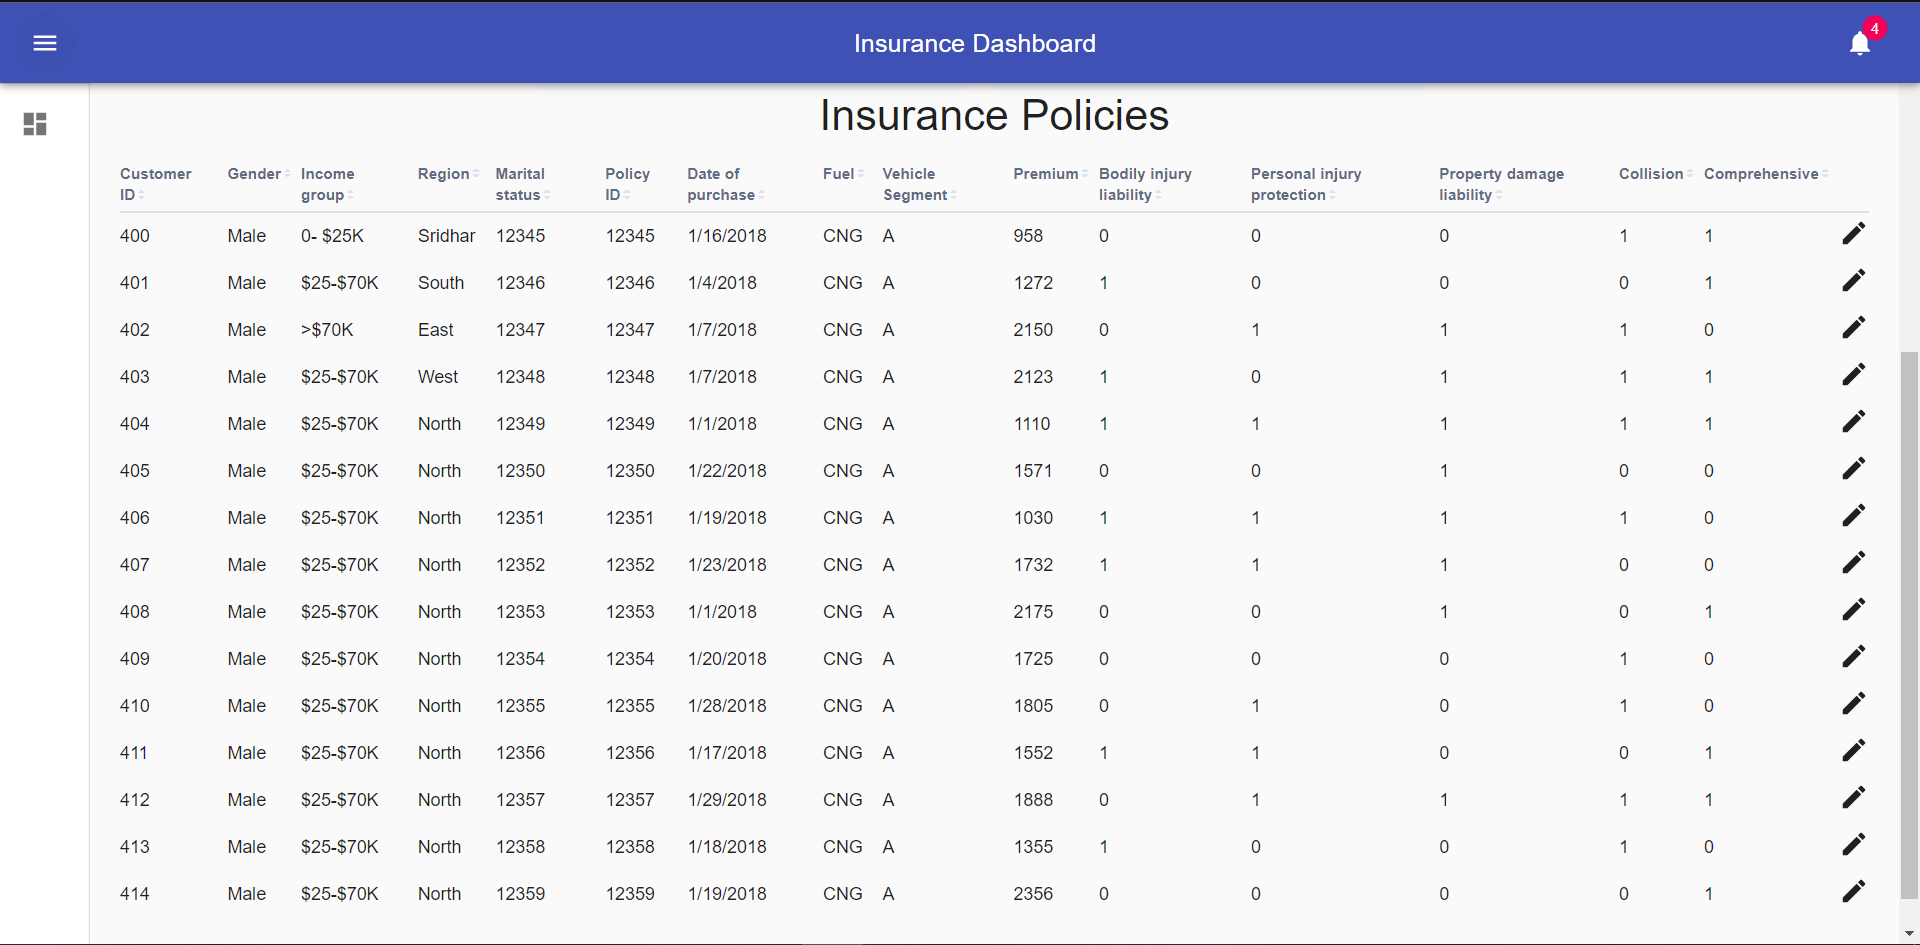 Insurance Dashboard
4
Insurance Policies
Customer ID Gender Income group Region Marital status Policy ID Date of purchase Fuel Vehicle Segment Premium Bodily injury liability Personal injury protection Property damage liability Collision Comprehensive
400 Male 0- $25K Sridhar 12345 12345 1/16/2018 CNG A 958 0 0 0 1 1
401 Male $25-$70K South 12346 12346 1/4/2018 CNG A 1272 1 0 0 0 1
402 Male >$70K East 12347 12347 1/7/2018 CNG A 2150 0 1 1 1 0
403 Male $25-$70K West 12348 12348 1/7/2018 CNG A 2123 1 0 1 1 1
404 Male $25-$70K North 12349 12349 1/1/2018 CNG A 1110 1 1 1 1 1
405 Male $25-$70K North 12350 12350 1/22/2018 CNG A 1571 0 0 1 0 0
406 Male $25-$70K North 12351 12351 1/19/2018 CNG A 1030 1 1 1 1 0
407 Male $25-$70K North 12352 12352 1/23/2018 CNG A 1732 1 1 1 0 0
408 Male $25-$70K North 12353 12353 1/1/2018 CNG A 2175 0 0 1 0 1
409 Male $25-$70K North 12354 12354 1/20/2018 CNG A 1725 0 0 0 1 0
410 Male $25-$70K North 12355 12355 1/28/2018 CNG A 1805 0 1 0 1 0
411 Male $25-$70K North 12356 12356 1/17/2018 CNG A 1552 1 1 0 0 1
412 Male $25-$70K North 12357 12357 1/29/2018 CNG A 1888 0 1 1 1 1
413 Male $25-$70K North 12358 12358 1/18/2018 CNG A 1355 1 0 0 1 0
414 Male $25-$70K North 12359 12359 1/19/2018 CNG A 2356 0 0 0 0 1